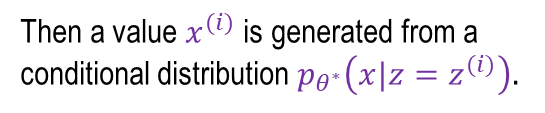 Then a value x⁽ⁱ⁾ is generated from a
conditional distribution p_θ*(x|z = z⁽ⁱ⁾).